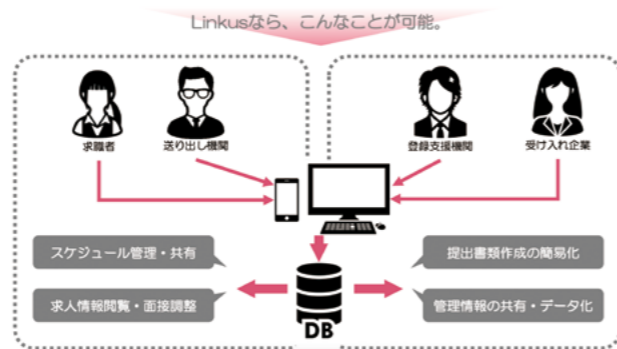 Linkusなら、こんなことが可能。
求職者
送り出し機関
登録支援機関
受け入れ企業
スケジュール管理・共有
提出書類作成の簡易化
求人情報閲覧・面接調整
管理情報の共有・データ化
DB